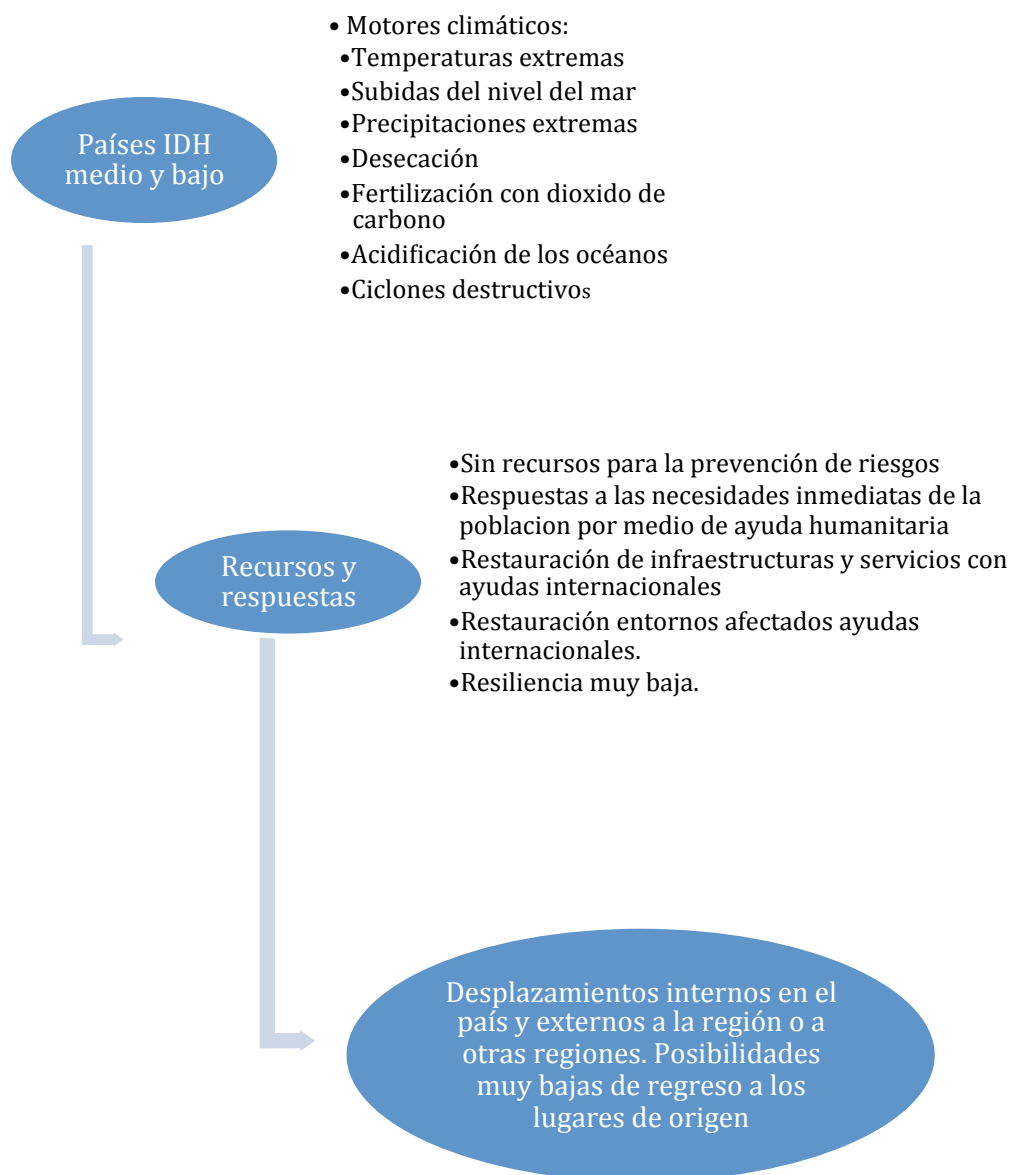 • Motores climáticos:
•Temperaturas extremas
•Subidas del nivel del mar
•Precipitaciones extremas
•Desecación
•Fertilización con dioxido de
carbono
•Acidificación de los océanos
•Ciclones destructivos
Países IDH
medio y bajo
•Sin recursos para la prevención de riesgos
•Respuestas a las necesidades inmediatas de la
poblacion por medio de ayuda humanitaria
•Restauración de infraestructuras y servicios con
ayudas internacionales
•Restauración entornos afectados ayudas
internacionales.
•Resiliencia muy baja.
Recursos y
respuestas
Desplazamientos internos en el
país y externos a la región o a
otras regiones. Posibilidades
muy bajas de regreso a los
lugares de origen